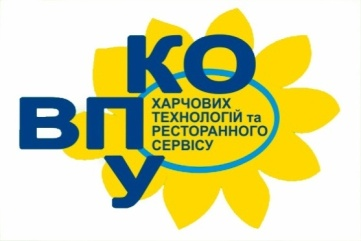 КО
ВПУ
ХАРЧОВИХ
ТЕХНОЛОГІЙ та
РЕСТОРАННОГО
СЕРВІСУ